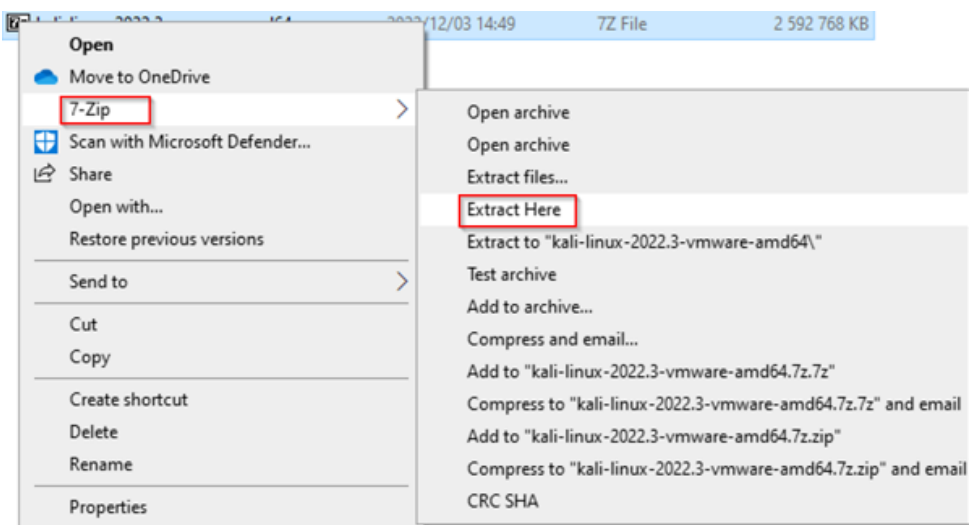 2022/12/03 14:49 7Z File 2 592 768 KB
Open
Move to OneDrive
7-Zip
Scan with Microsoft Defender...
Share
Open with...
Restore previous versions
Send to
Cut
Copy
Create shortcut
Delete
Rename
Properties
Open archive
Open archive
Extract files...
Extract Here
Extract to "kali-linux-2022.3-vmware-amd64\"
Test archive
Add to archive...
Compress and email...
Add to "kali-linux-2022.3-vmware-amd64.7z.7z"
Compress to "kali-linux-2022.3-vmware-amd64.7z.7z" and email
Add to "kali-linux-2022.3-vmware-amd64.7z.zip"
Compress to "kali-linux-2022.3-vmware-amd64.7z.zip" and email
CRC SHA